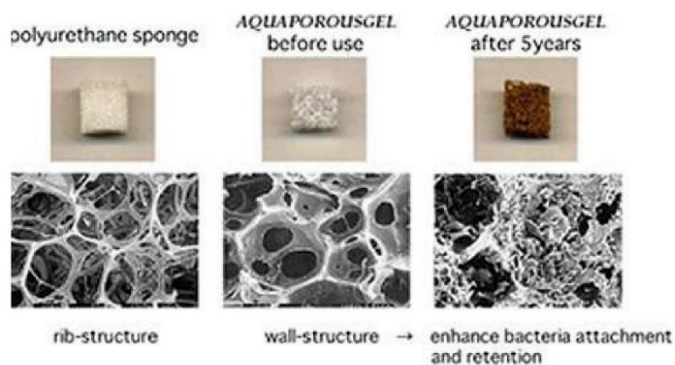 polyurethane sponge
AQUAPOROUSGEL
before use
AQUAPOROUSGEL
after 5years
rib-structure
wall-structure → enhance bacteria attachment
and retention